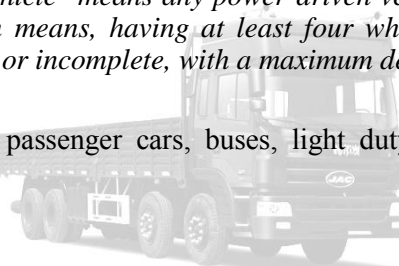 hicle" means any power driven ve
n means, having at least four wh
or incomplete, with a maximum de
passenger cars, buses, light duty
JAC